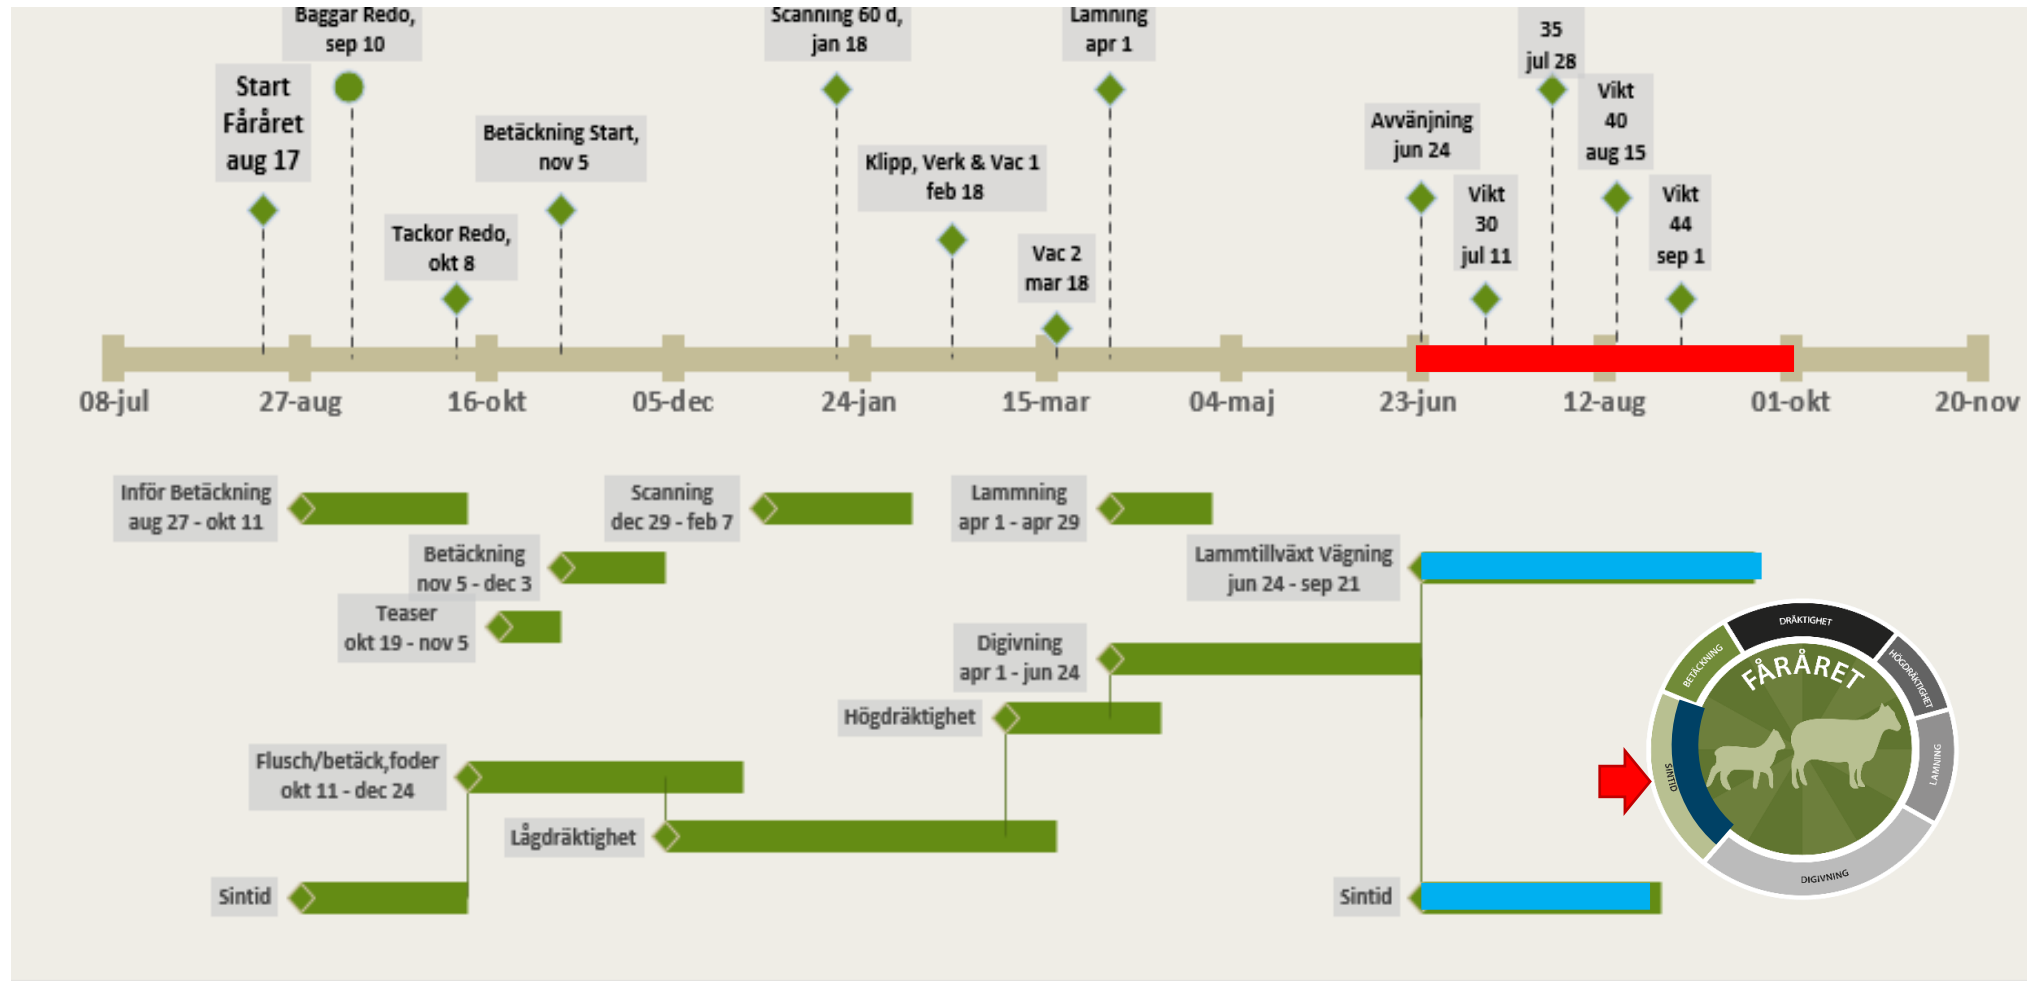 Baggar Redo,
sep 10
Scanning 60 d,
jan 18
Lamning
apr 1
35
jul 28
Start
Fåråret
aug 17
Vikt
40
aug 15
Betäckning Start,
nov 5
Avvänjning
jun 24
Klipp, Verk & Vac 1
feb 18
Vikt
30
jul 11
Vikt
44
sep 1
Tackor Redo,
okt 8
Vac 2
mar 18
08-jul
27-aug
16-okt
05-dec
24-jan
15-mar
04-maj
23-jun
12-aug
01-okt
20-nov
Inför Betäckning
aug 27 - okt 11
Scanning
dec 29 - feb 7
Lammning
apr 1 - apr 29
Betäckning
nov 5 - dec 3
Lammtillväxt Vägning
jun 24 - sep 21
Teaser
okt 19 - nov 5
Digivning
apr 1 - jun 24
Högdräktighet
Flusch/betäck,foder
okt 11 - dec 24
Lågdräktighet
Sintid
Sintid
FÅRÅRET
DRÄKTIGHET
HÖGDRÄKTIGHET
LAMNING
DIGIVNING
SINTID
BETÄCKNING